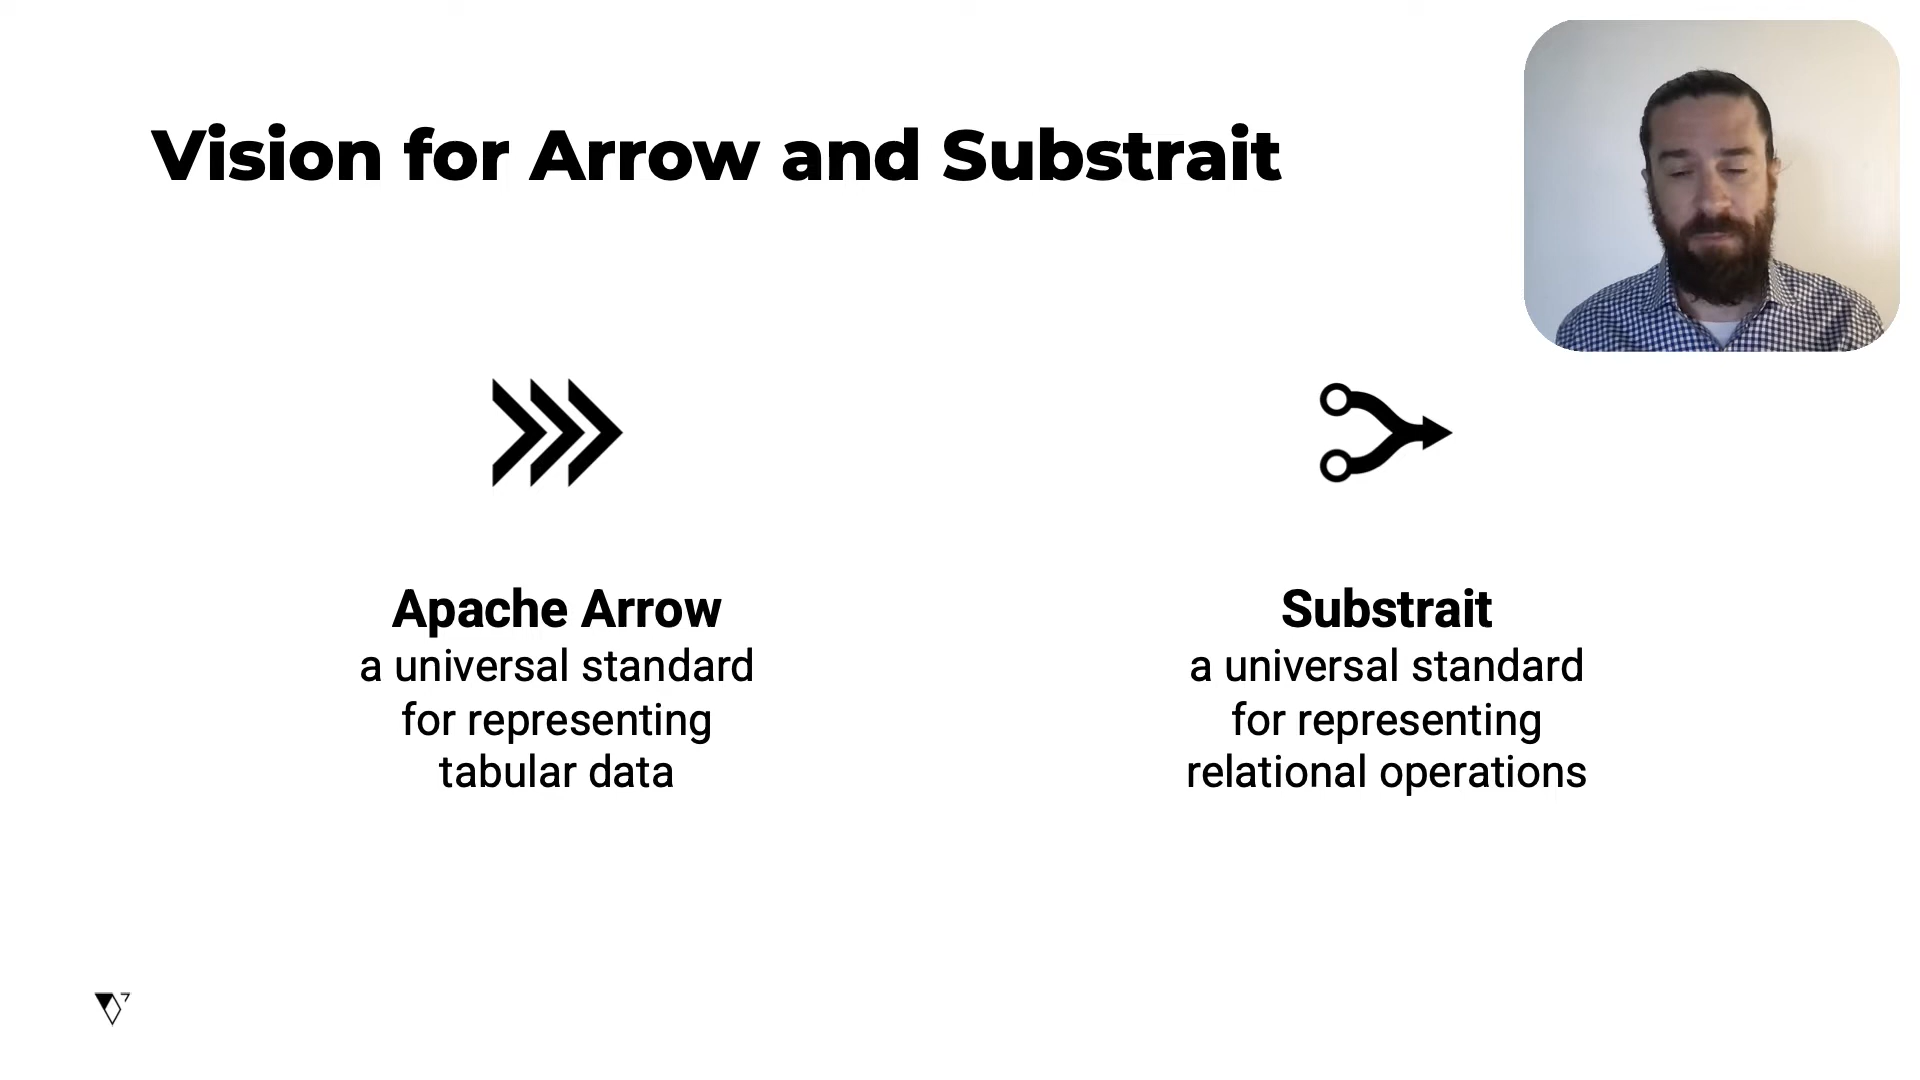 Vision for Arrow and Substrait
Apache Arrow
a universal standard
for representing
tabular data
Substrait
a universal standard
for representing
relational operations